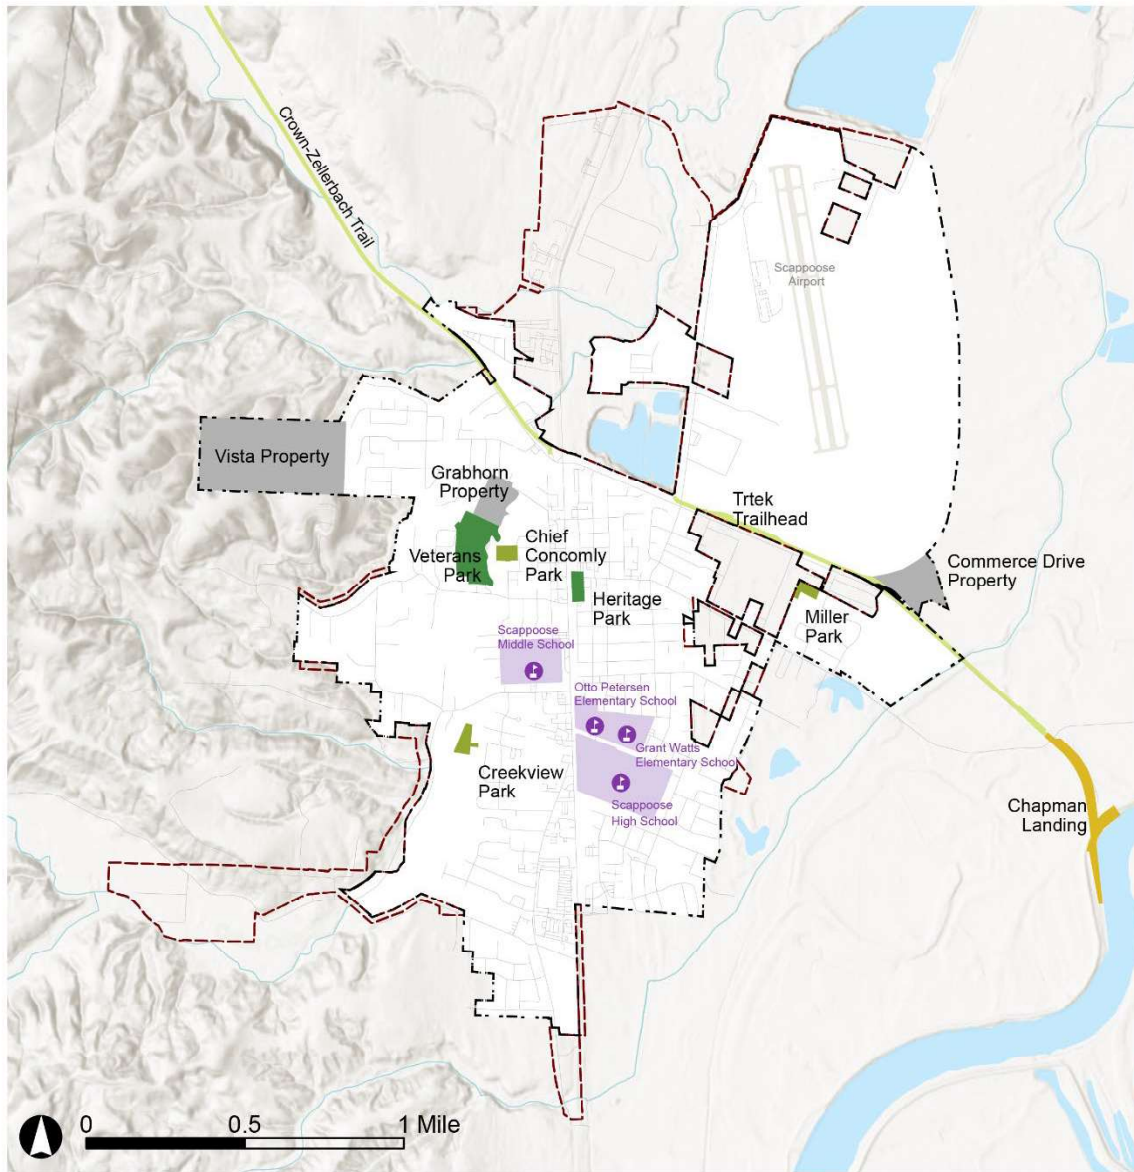 Crown-Zellerbach Trail
Scappoose
Airport
Vista Property
Grabhorn
Property
Trtek
Trailhead
Chief
Concomly
Park
Veterans
Park
Commerce Drive
Property
Heritage
Park
Miller
Park
Scappoose
Middle School
Otto Petersen
Elementary School
Grant Watts
Elementary School
Creekview
Park
Scappoose
High School
Chapman
Landing
0 0.5 1 Mile